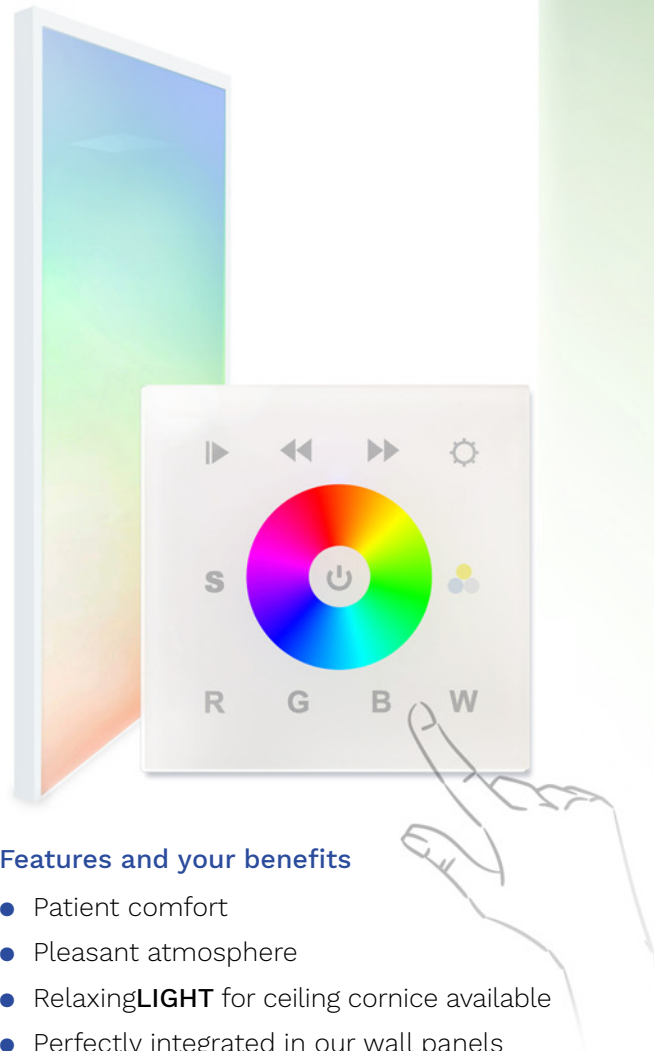 S
R G B W
Features and your benefits
Patient comfort
Pleasant atmosphere
RelaxingLIGHT for ceiling cornice available
Perfectly integrated in our wall panels